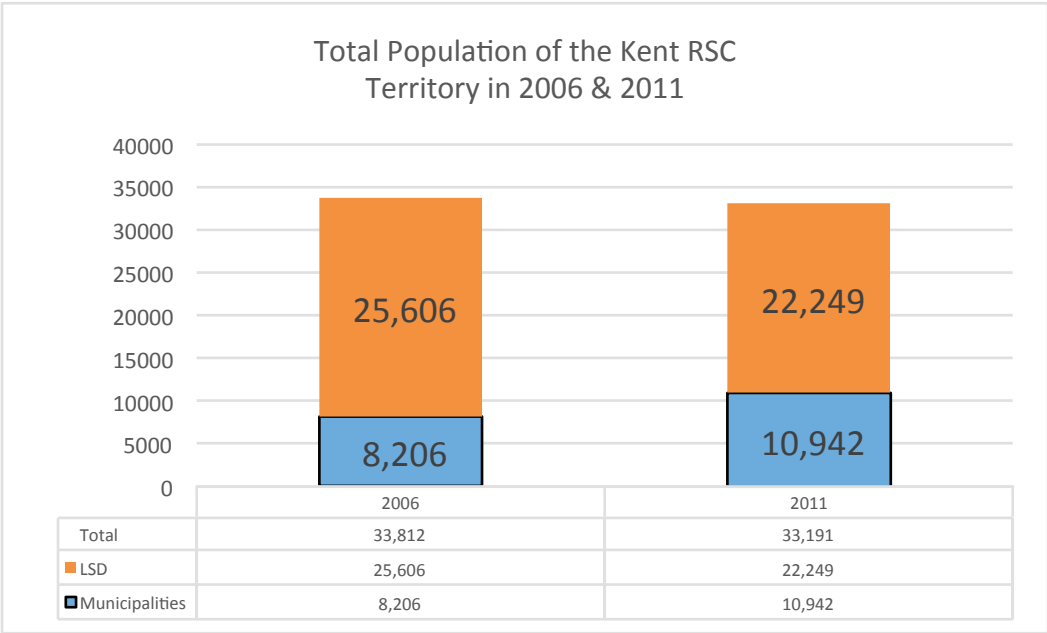 Total Population of the Kent RSC
Territory in 2006 & 2011
40000
35000
30000
25000
20000
15000
10000
5000
0
25,606
22,249
8,206
10,942
2006 2011
Total 33,812 33,191
LSD 25,606 22,249
Municipalities 8,206 10,942